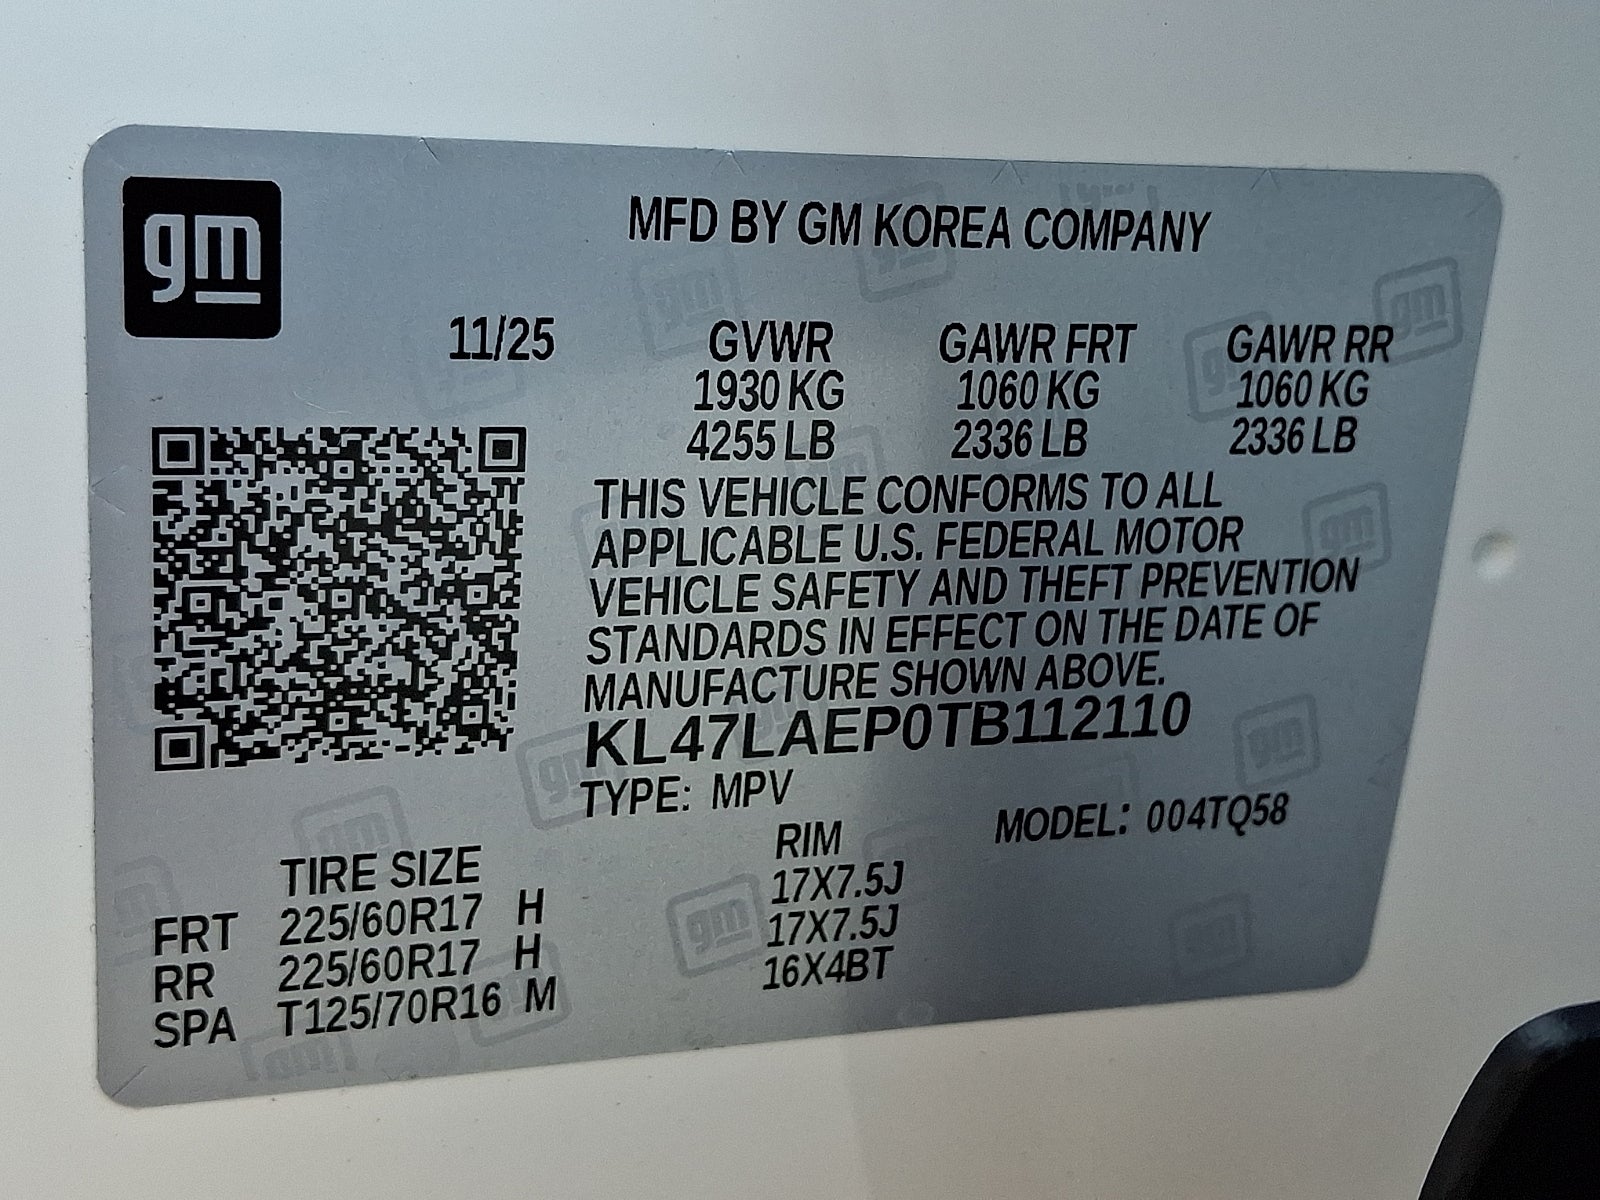 gm
MFD BY GM KOREA COMPANY
11/25 GVWR GAWR FRT GAWR RR
1930 KG 1060 KG 1060 KG
4255 LB 2336 LB 2336 LB
THIS VEHICLE CONFORMS TO ALL
APPLICABLE U.S. FEDERAL MOTOR
VEHICLE SAFETY AND THEFT PREVENTION
STANDARDS IN EFFECT ON THE DATE OF
MANUFACTURE SHOWN ABOVE.
KL47LAEP0TB112110
TYPE: MPV MODEL: 004TQ58
TIRE SIZE RIM
FRT 225/60R17 H 17X7.5J
RR 225/60R17 H 17X7.5J
SPA T125/70R16 M 16X4BT